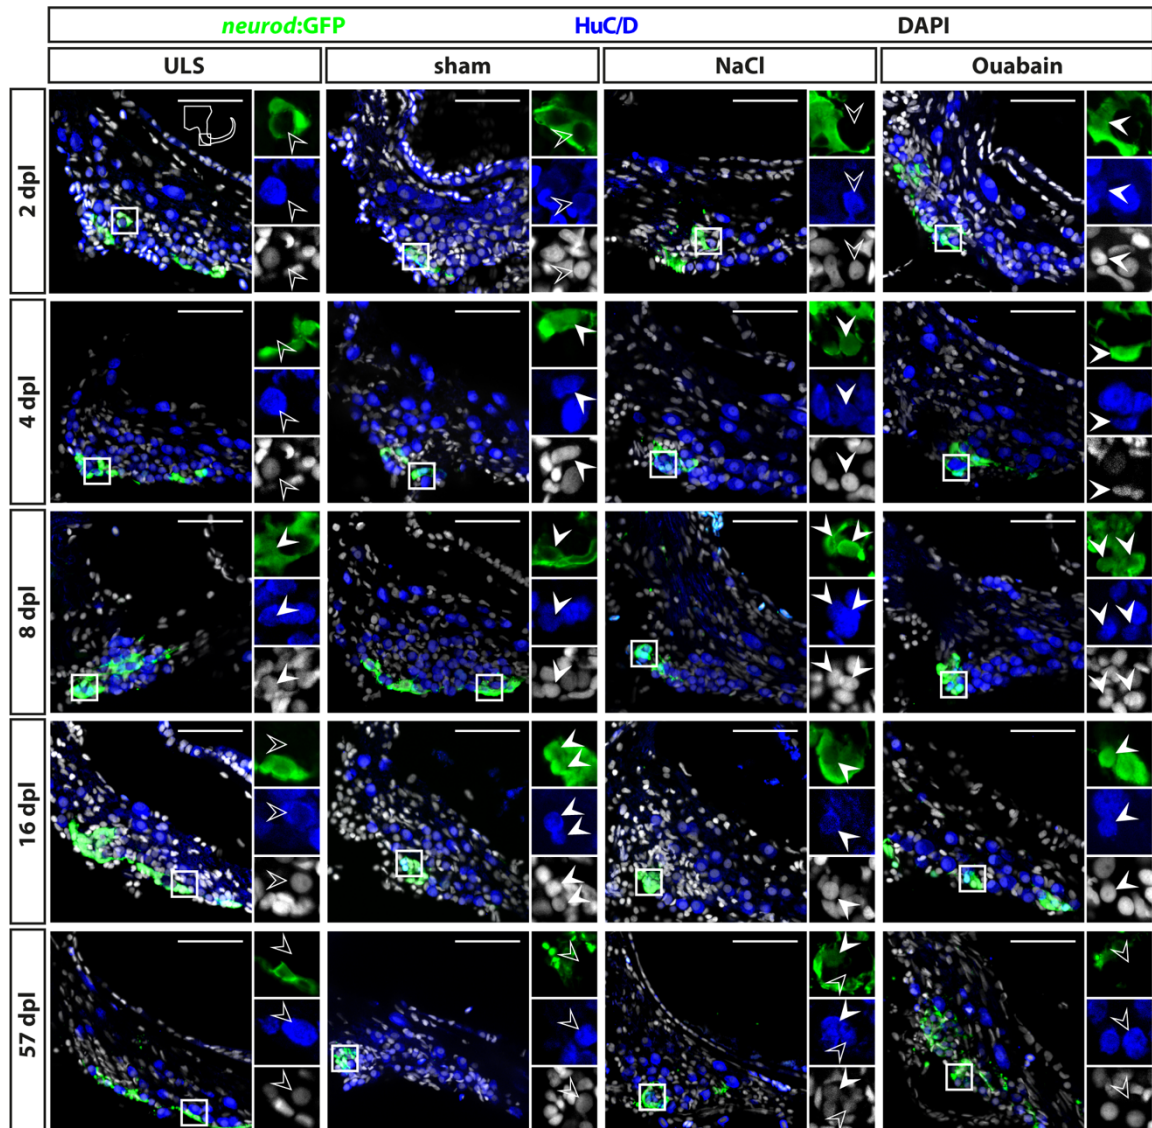 neurod:GFP HuC/D DAPI
ULS sham NaCl Ouabain
2 dpl
4 dpl
8 dpl
16 dpl
57 dpl